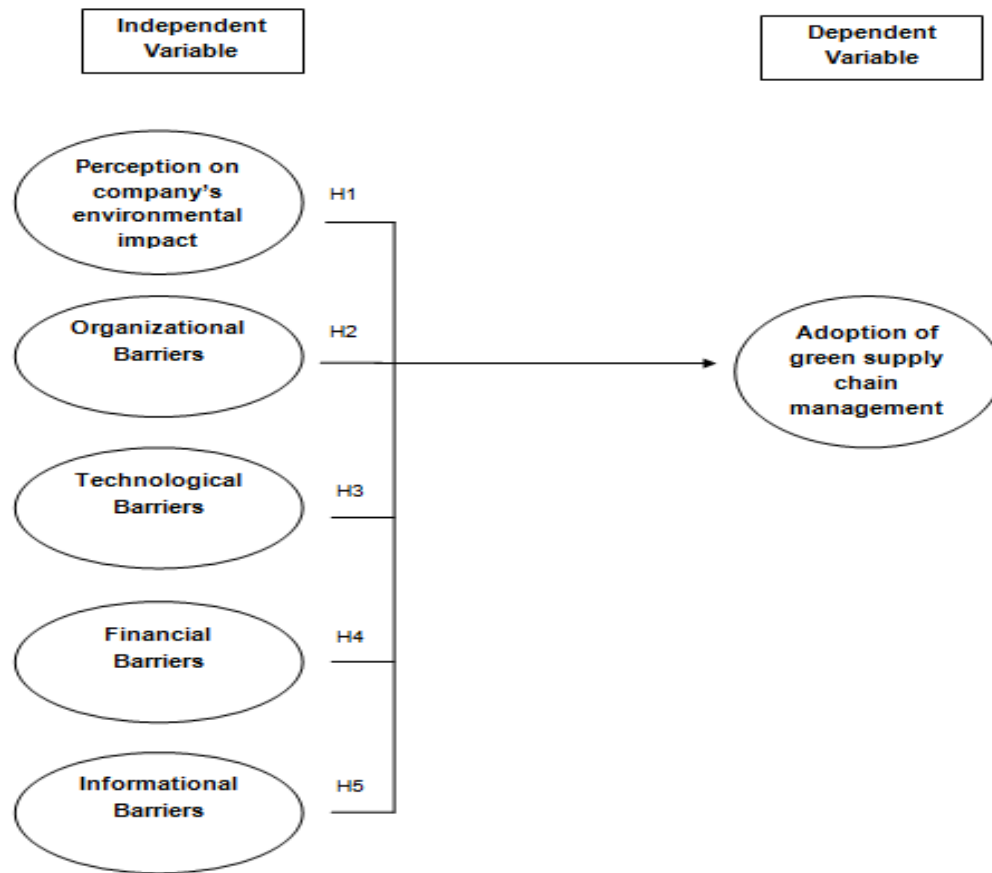 Independent
Variable
Dependent
Variable
Perception on
company's
environmental
impact
H1
Organizational
Barriers
H2
Adoption of
green supply
chain
management
Technological
Barriers
H3
Financial
Barriers
H4
Informational
Barriers
H5